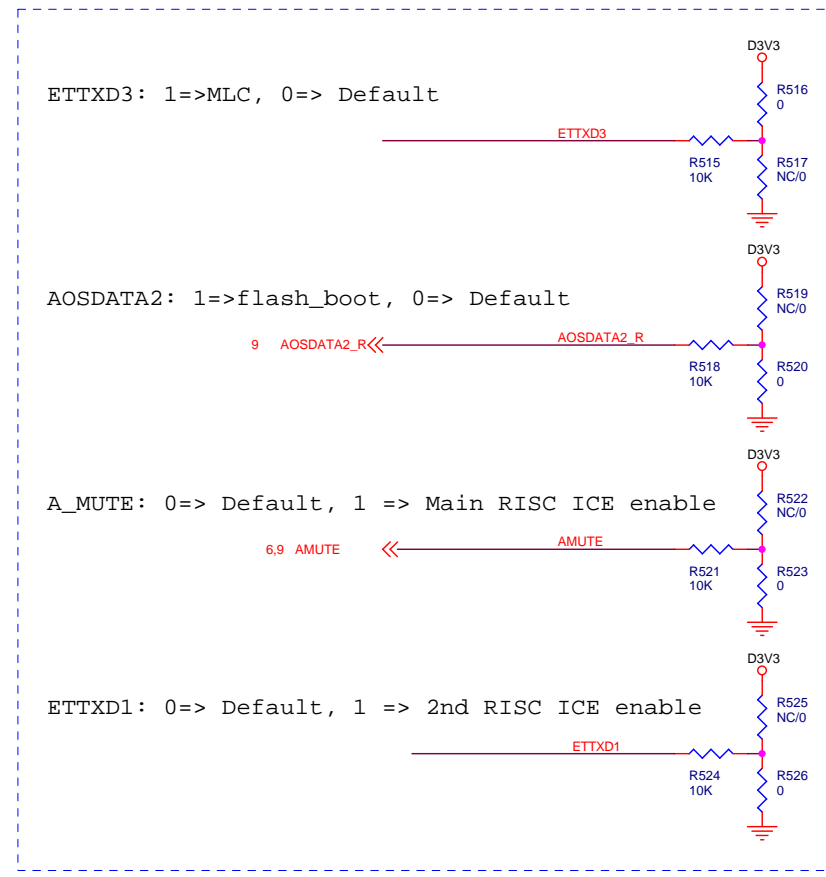 D3V3
ETTXD3: 1=>MLC, 0=> Default
R516
0
ETTXD3
R515
10K
R517
NC/0
D3V3
AOSDATA2: 1=>flash_boot, 0=> Default
R519
NC/0
9 AOSDATA2_R
AOSDATA2_R
R518
10K
R520
0
D3V3
A_MUTE: 0=> Default, 1 => Main RISC ICE enable
R522
NC/0
6,9 AMUTE
AMUTE
R521
10K
R523
0
D3V3
ETTXD1: 0=> Default, 1 => 2nd RISC ICE enable
R525
NC/0
ETTXD1
R524
10K
R526
0